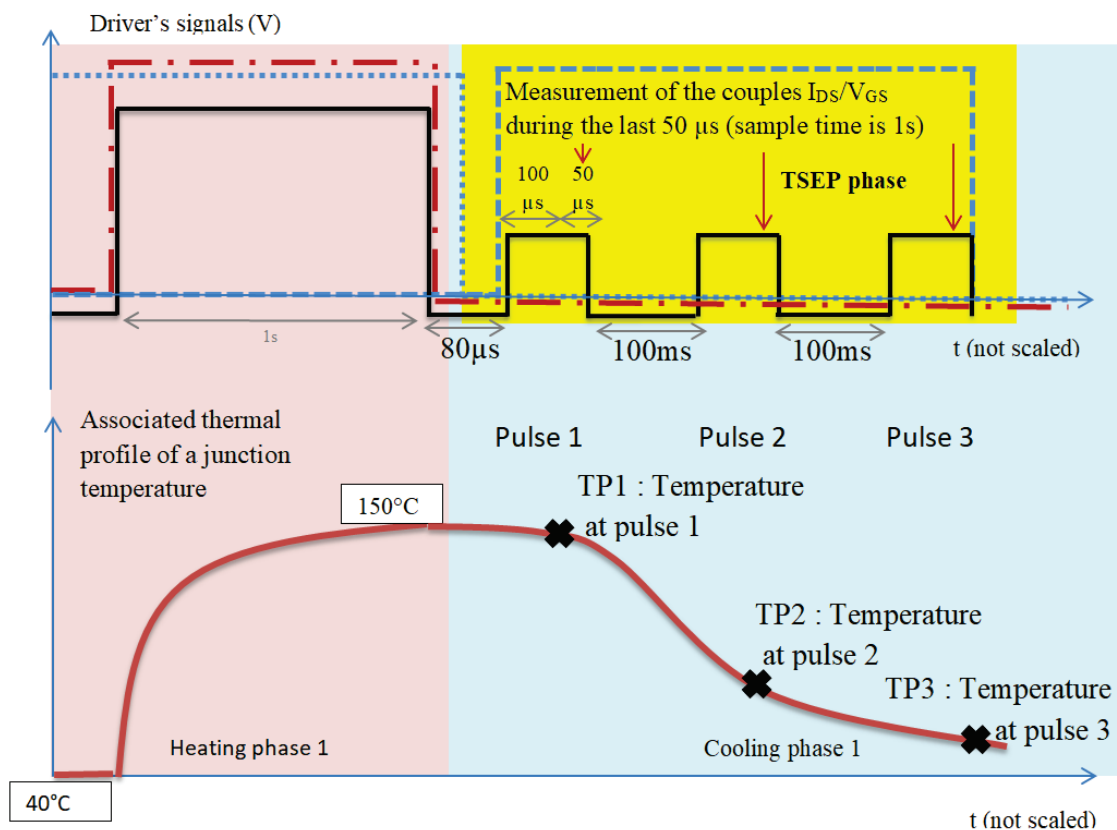 Driver’s signals (V)
Measurement of the couples IDS/VGS
during the last 50 µs (sample time is 1s)
100
µs
50
µs
TSEP phase
1s
80µs
100ms
100ms
t (not scaled)
Associated thermal
profile of a junction
temperature
Pulse 1
Pulse 2
Pulse 3
150°C
TP1 : Temperature
at pulse 1
TP2 : Temperature
at pulse 2
TP3 : Temperature
at pulse 3
Heating phase 1
Cooling phase 1
40°C
t (not scaled)